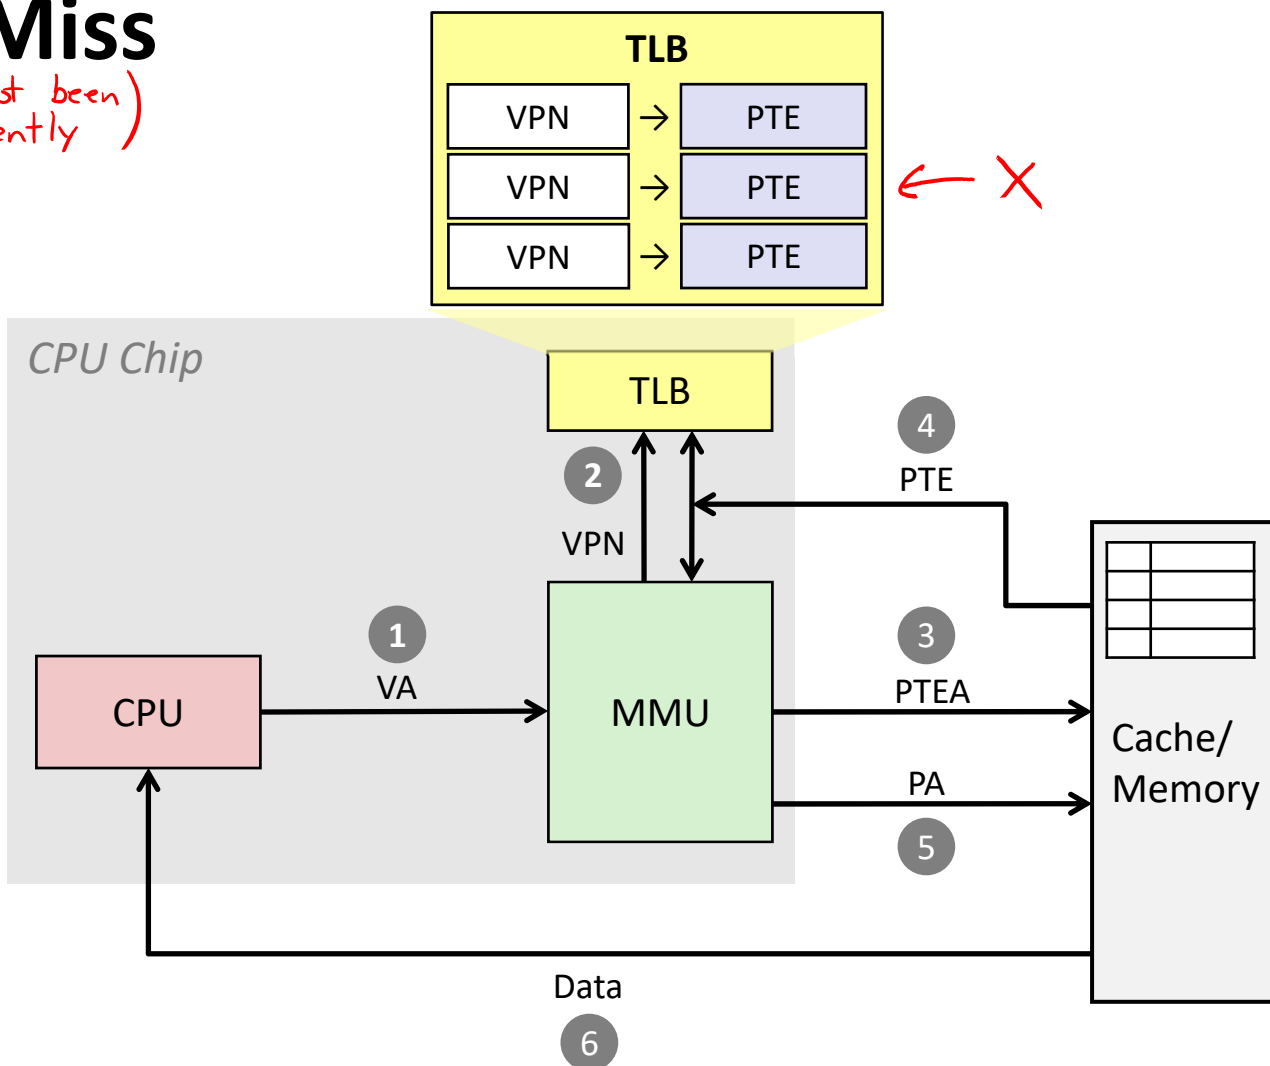 Miss
been)
TLB
VPN → PTE
VPN → PTE
← X
VPN → PTE
CPU Chip
TLB
4
PTE
2
VPN
1
VA
3
PTEA
CPU
MMU
Cache/
Memory
PA
5
Data
6